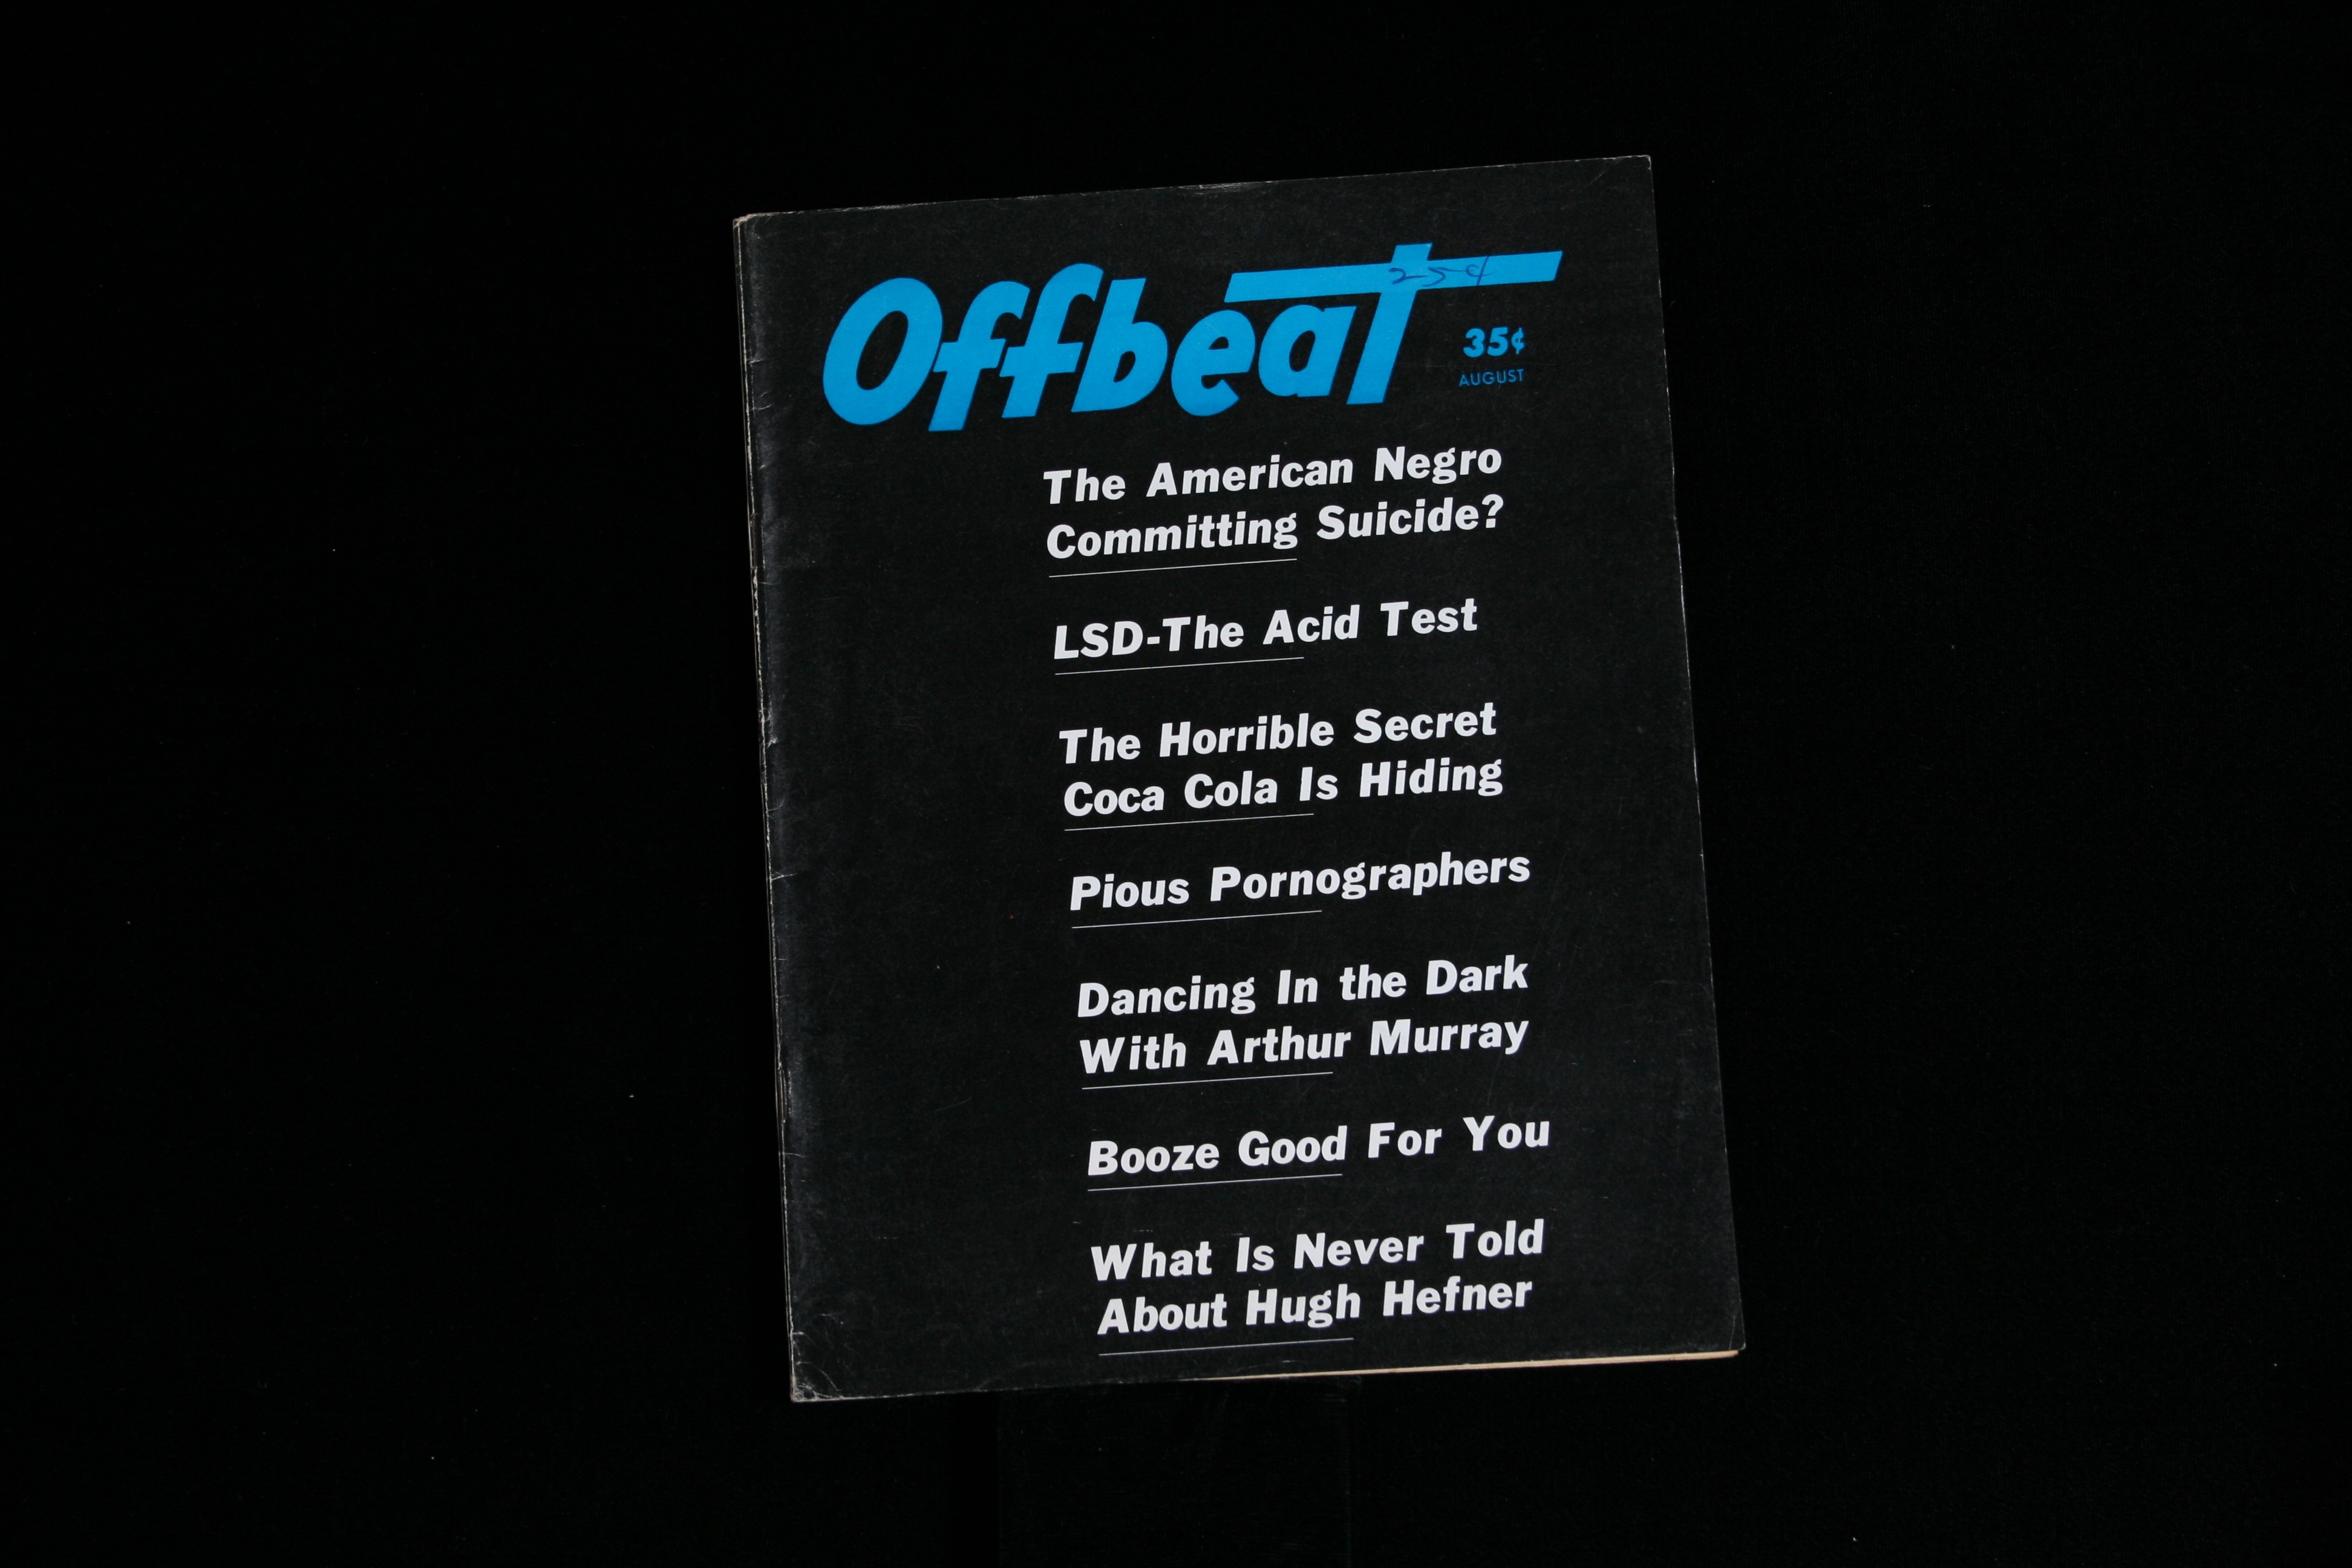 Offbeat
25¢
35¢
AUGUST
The American Negro
Committing Suicide?
LSD-The Acid Test
The Horrible Secret
Coca Cola Is Hiding
Pious Pornographers
Dancing In the Dark
With Arthur Murray
Booze Good For You
What Is Never Told
About Hugh Hefner